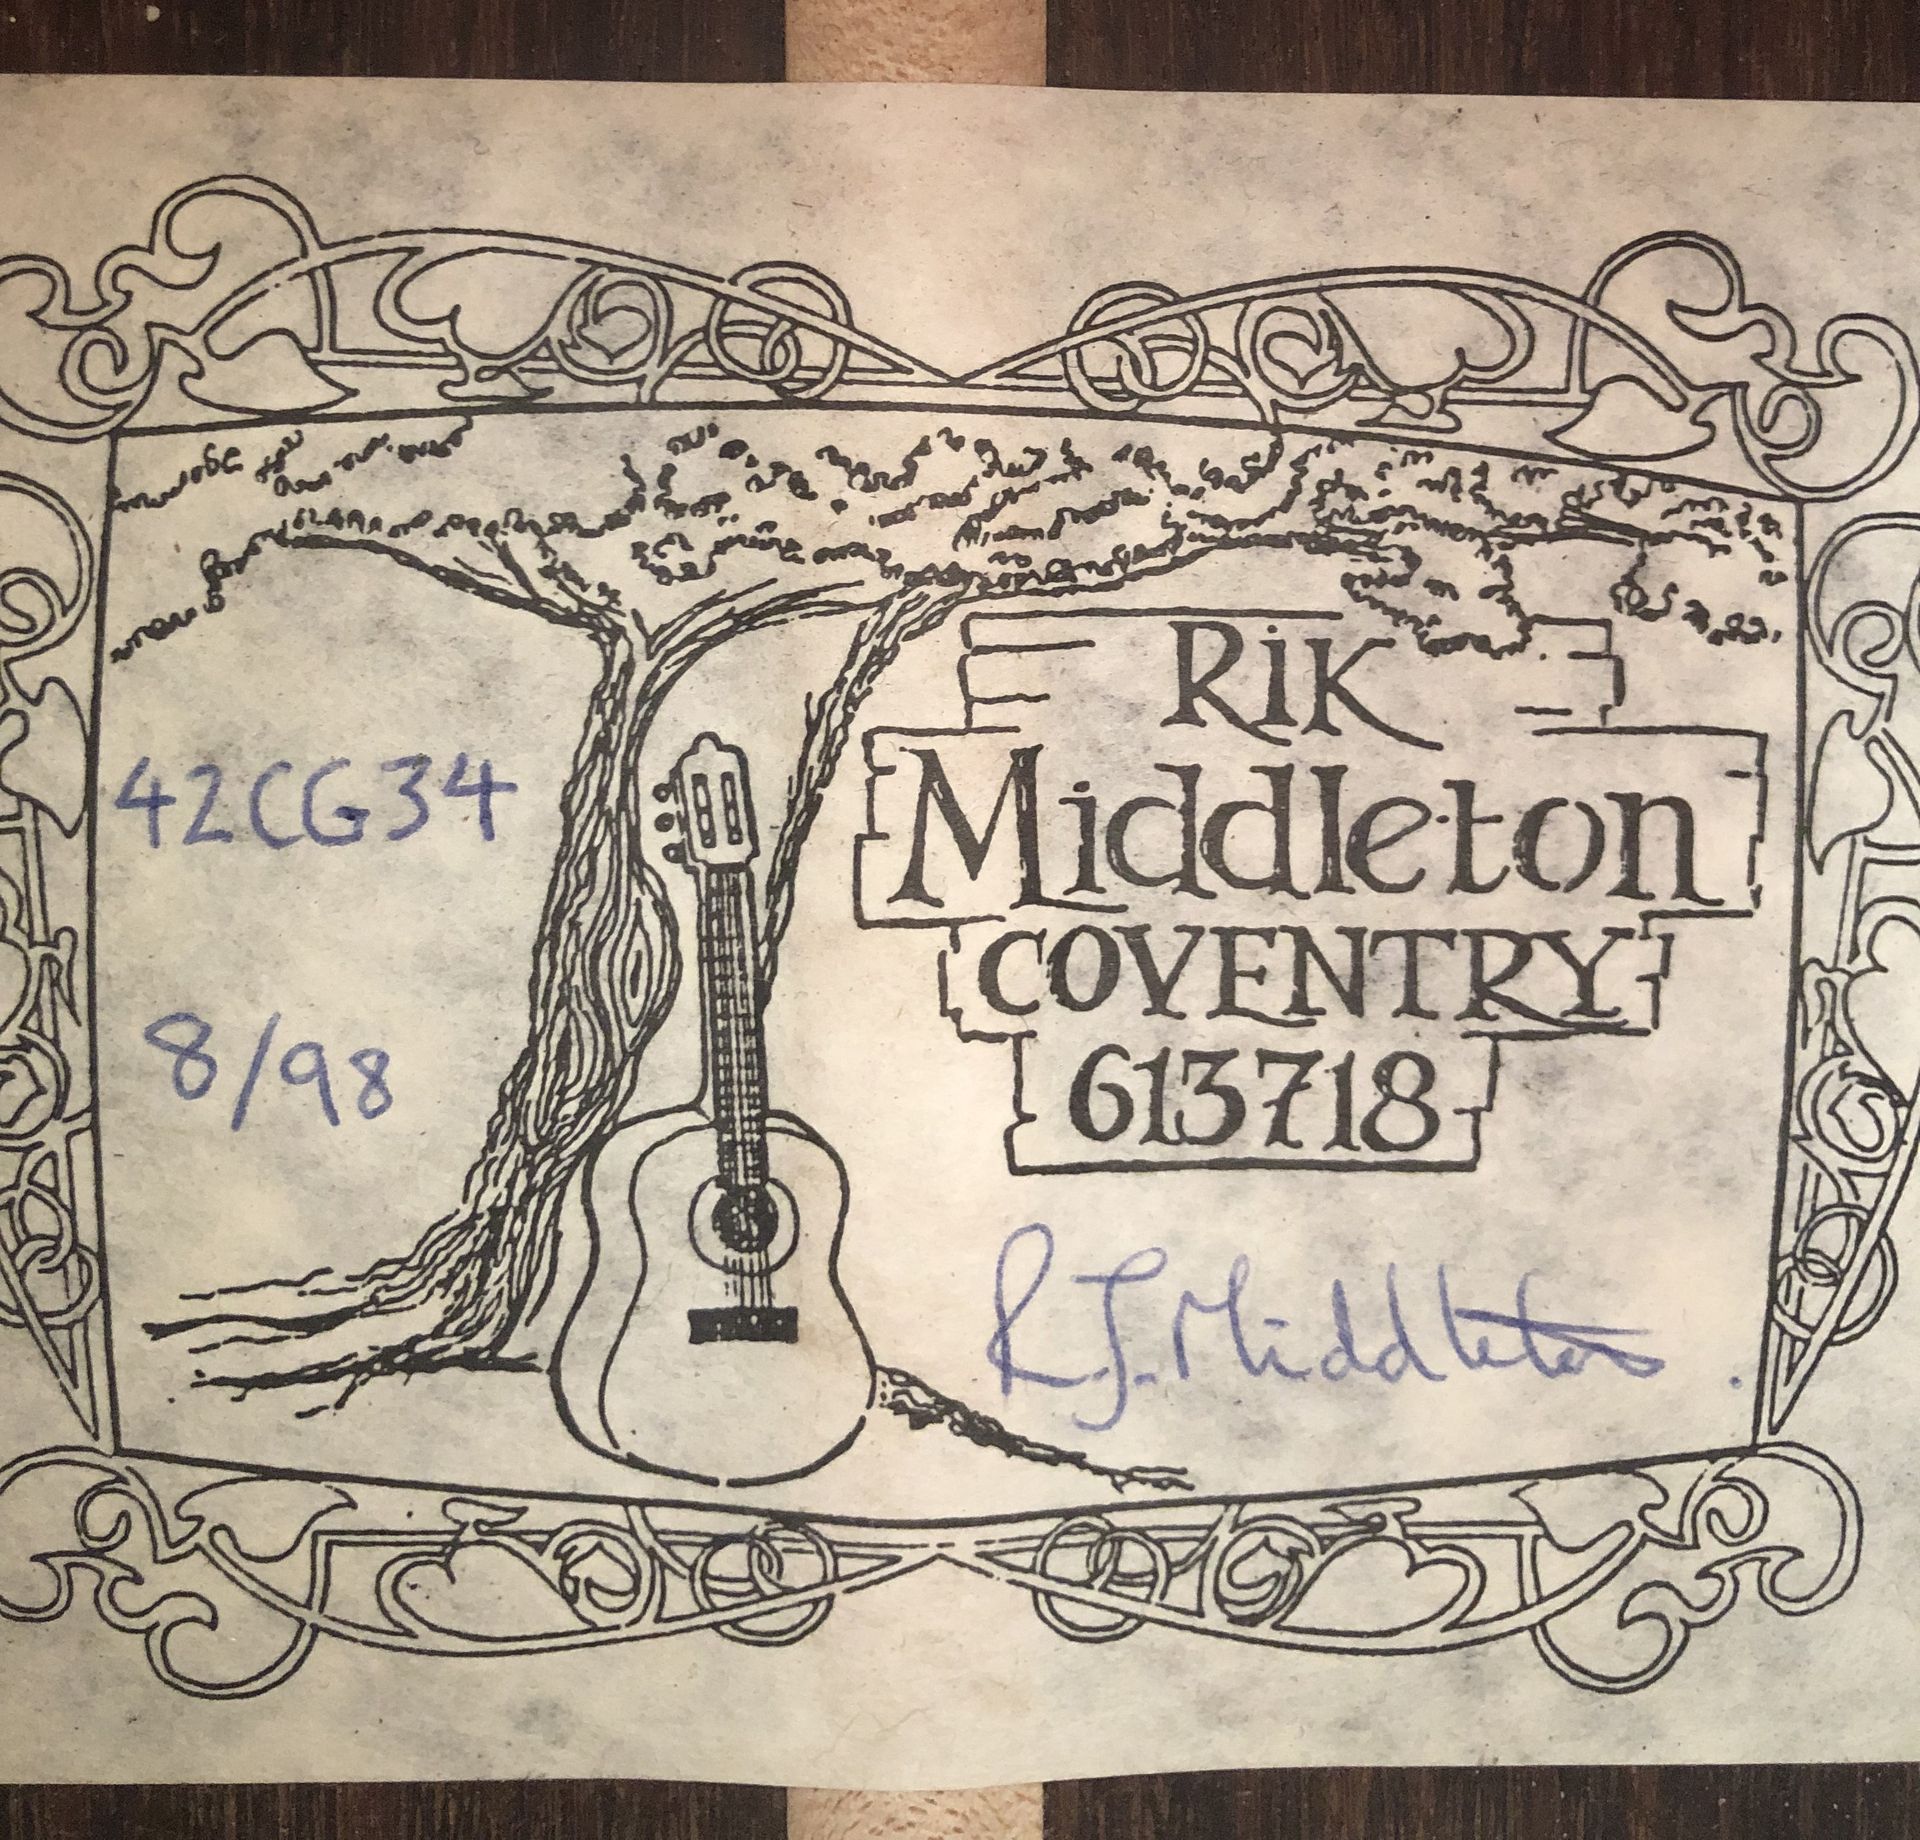 RiK
Middleton
COVENTRY
613718
42CG34
8/98
R.J. Middleton.